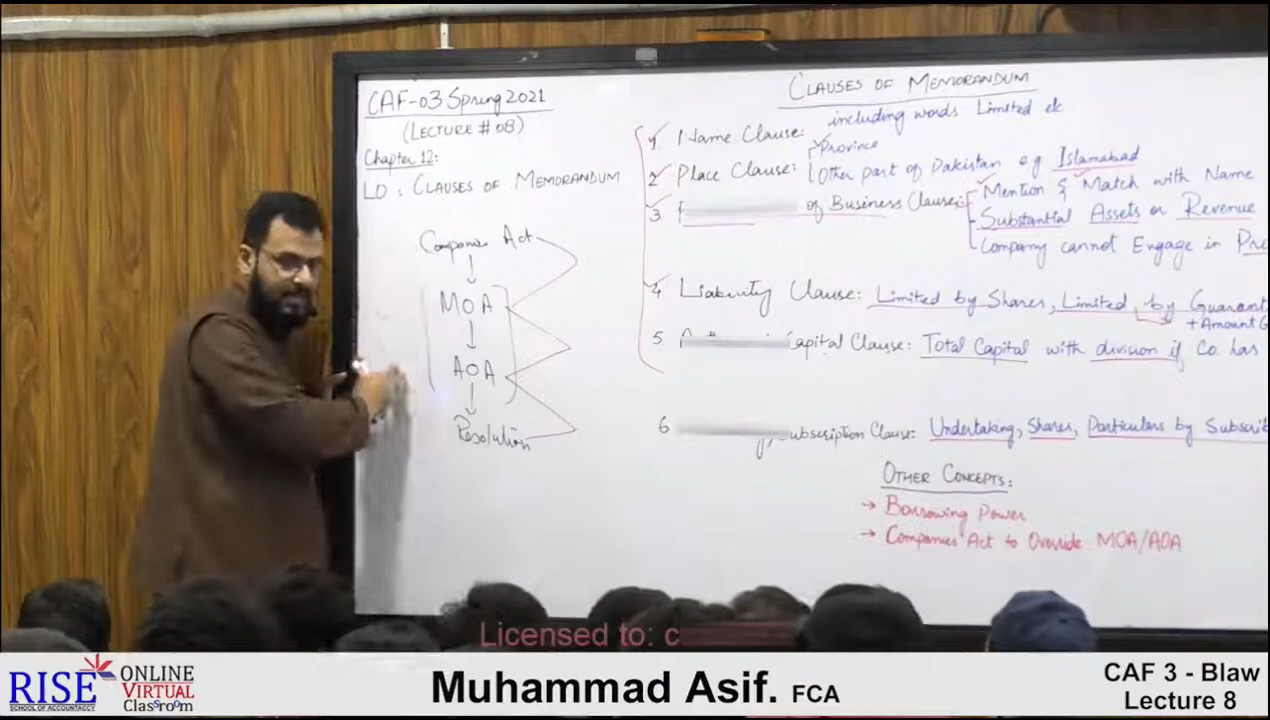 CAF-03 Spring 2021
(LECTURE # 08)
Chapter 12:
LO: CLAUSES OF MEMORANDUM
Companies Act
MOA
AOA
Resolution
CLAUSES OF MEMORANDUM
1 Name Clause: including words Limited etc
2 Place Clause: Province
Other part of Pakistan eg Islamabad
3 of Business Clause: Mention & Match with Name
Substantial Assets or Revenue
Company cannot Engage in
4 Liability Clause: Limited by Shares, Limited by
+ Amount
5 Capital Clause: Total Capital with division if Co. has
6 Subscription Clause: Undertaking, Shares, Particulars by
OTHER CONCEPTS:
→ Borrowing Power
→ Companies Act to Override MOA/AOA
Licensed to:
RISE
SCHOOL OF ACCOUNTANCY
ONLINE
VIRTUAL
Classroom
Muhammad Asif. FCA
CAF 3 - Blaw
Lecture 8